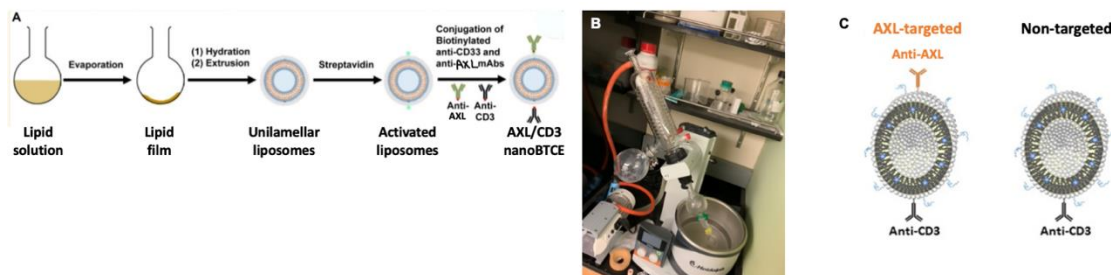 A
Evaporation
(1) Hydration
(2) Extrusion
Streptavidin
Conjugation of
Biotinylated
anti-CD33 and
anti-AXL mAbs
Anti-
AXL
Anti-
CD3
Lipid
solution
Lipid
film
Unilamellar
liposomes
Activated
liposomes
AXL/CD3
nanoBTCE
B
C
AXL-targeted
Anti-AXL
Anti-CD3
Non-targeted
Anti-CD3